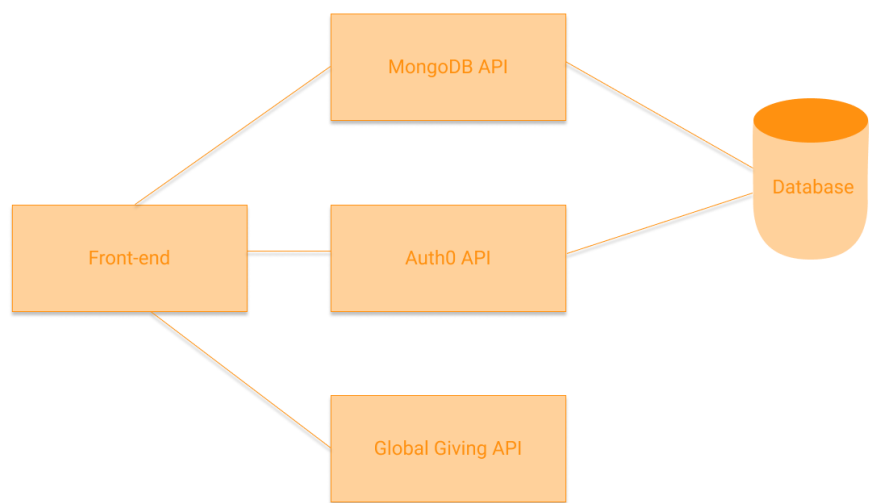 MongoDB API
Database
Front-end
Auth0 API
Global Giving API